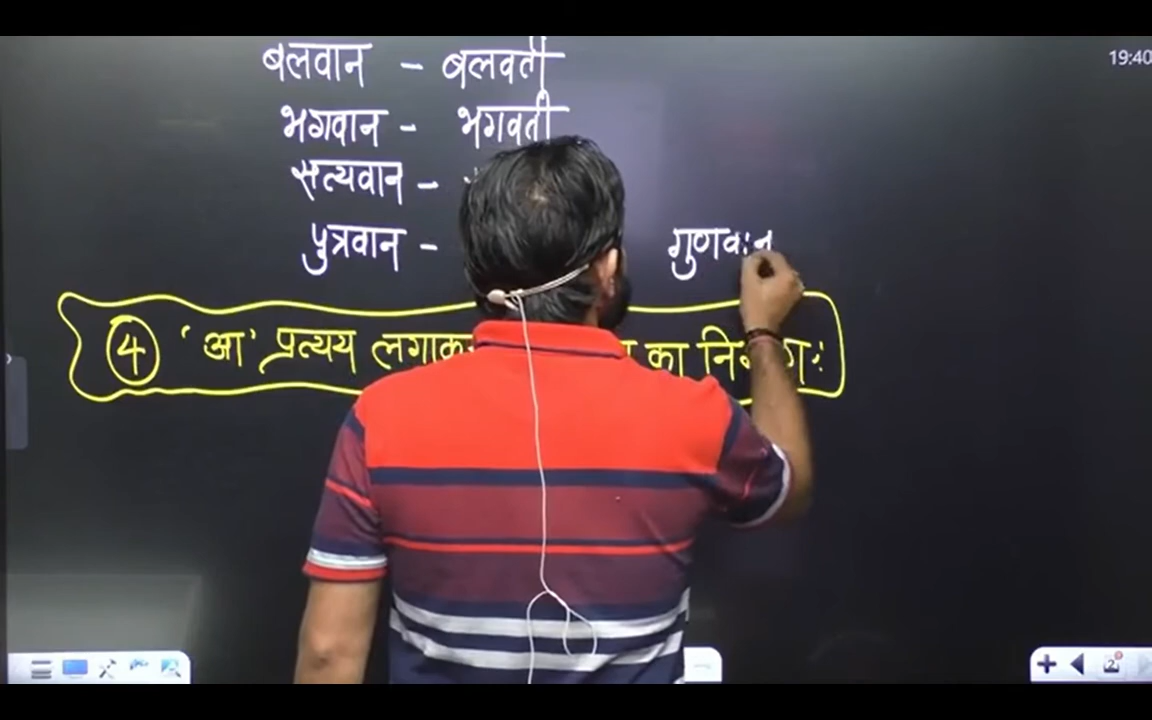 19:40
बलवान - बलवती
भगवान - भगवती
सत्यवान -
पुत्रवान - गुणवान
④ 'आ' प्रत्यय लगाकर का